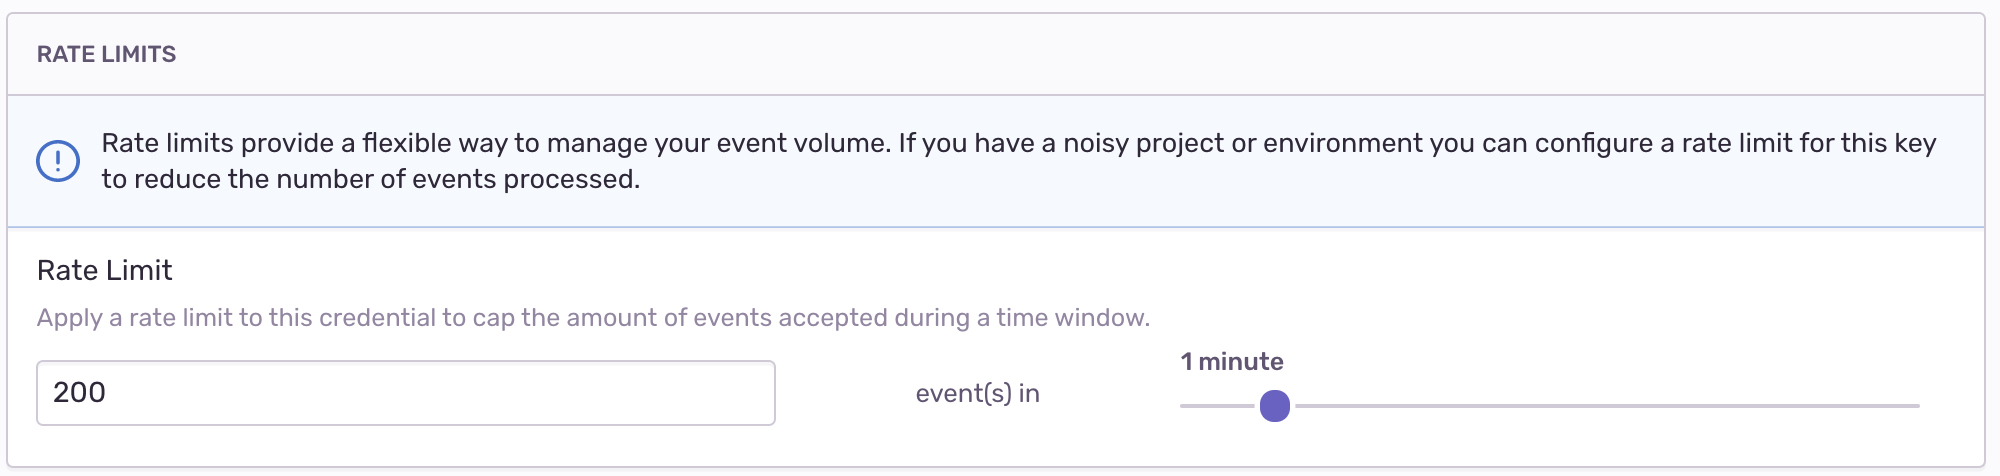 RATE LIMITS
Rate limits provide a flexible way to manage your event volume. If you have a noisy project or environment you can configure a rate limit for this key
to reduce the number of events processed.
Rate Limit
Apply a rate limit to this credential to cap the amount of events accepted during a time window.
1 minute
200 event(s) in